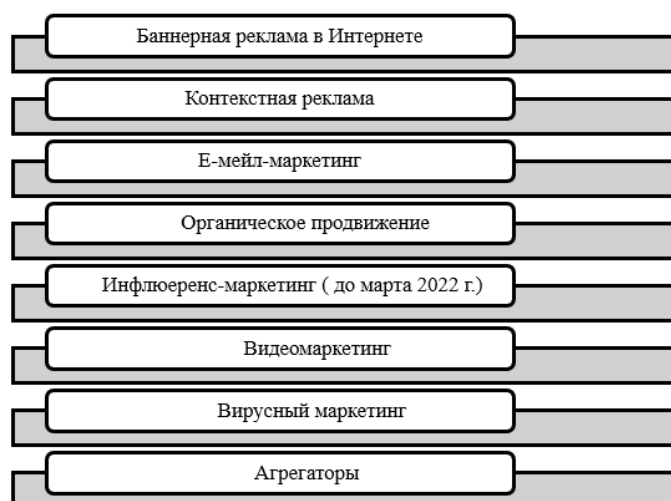 Баннерная реклама в Интернете
Контекстная реклама
Е-мейл-маркетинг
Органическое продвижение
Инфлюеренс-маркетинг ( до марта 2022 г.)
Видеомаркетинг
Вирусный маркетинг
Агрегаторы